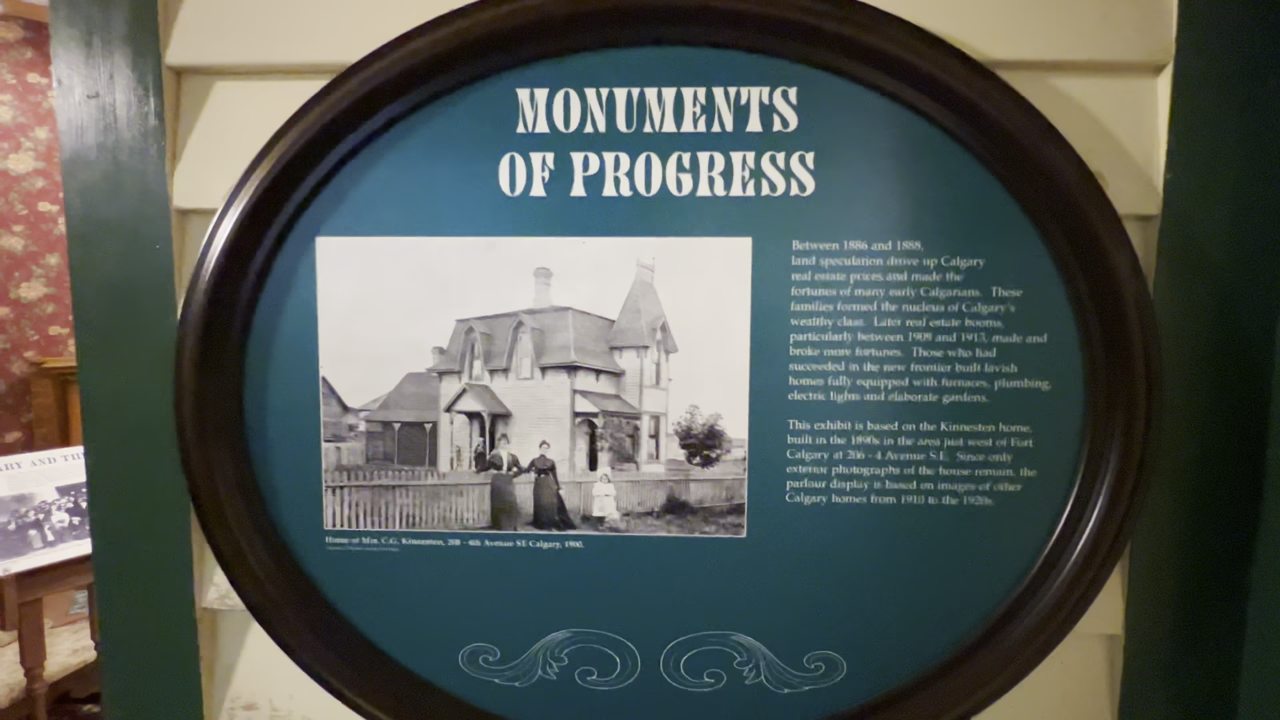 MONUMENTS
OF PROGRESS
Between 1886 and 1888,
land speculation drove up Calgary
real estate prices and made the
fortunes of many early Calgarians. These
families formed the nucleus of Calgary's
wealthy class. Later real estate booms,
particularly between 1909 and 1913, made and
broke more fortunes. Those who had
succeeded in the new frontier built lavish
homes fully equipped with furnaces, plumbing,
electric lights and elaborate gardens.
This exhibit is based on the Kinnesten home,
built in the 1890s in the area just west of Fort
Calgary at 206 - 4 Avenue S.E. Since only
exterior photographs of the house remain, the
parlour display is based on images of other
Calgary homes from 1910 to the 1920s.
Home of Mrs. C.G. Kinnesten, - 4th Avenue SE Calgary, 1900.
ARY AND TH